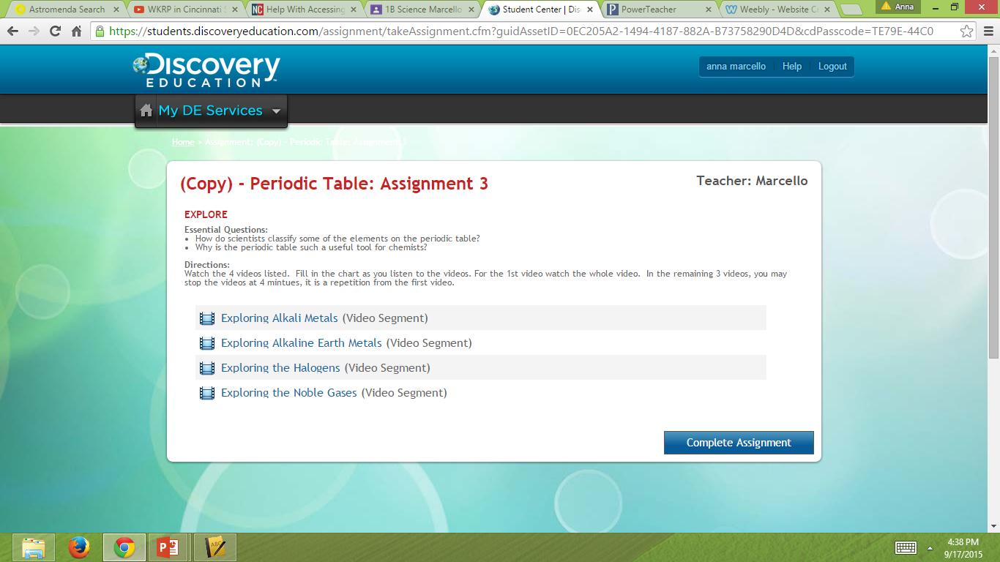 Astromenda Search
WKRP in Cincinnati
Help With Accessing
1B Science Marcello
Student Center | Dis
PowerTeacher
Weebly - Website C
Anna
https://students.discoveryeducation.com/assignment/takeAssignment.cfm?guidAssetID=0EC205A2-1494-4187-882A-B73758290D4D&cdPasscode=TE79E-44C0
Discovery
EDUCATION™
anna marcello
Help
Logout
My DE Services
Home > Assignment: (Copy) - Periodic Table: Assignment 3
(Copy) - Periodic Table: Assignment 3
Teacher: Marcello
EXPLORE
Essential Questions:
• How do scientists classify some of the elements on the periodic table?
• Why is the periodic table such a useful tool for chemists?
Directions:
Watch the 4 videos listed.  Fill in the chart as you listen to the videos. For the 1st video watch the whole video.  In the remaining 3 videos, you may
stop the videos at 4 mintues, it is a repetition from the first video.
Exploring Alkali Metals (Video Segment)
Exploring Alkaline Earth Metals (Video Segment)
Exploring the Halogens (Video Segment)
Exploring the Noble Gases (Video Segment)
Complete Assignment
4:38 PM
9/17/2015